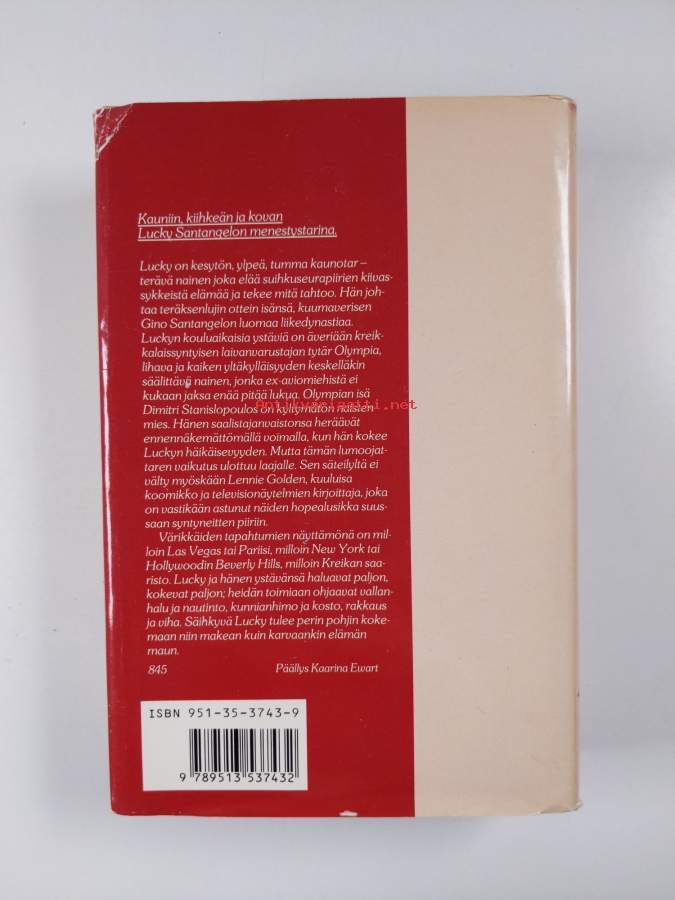 Kauniin, kiihkeän ja kovan
Lucky Santangelon menestystarina.
Lucky on kesytön, ylpeä, tumma kaunotar –
terävä nainen joka elää suihkuseurapiirien kiivas-
sykkeistä elämää ja tekee mitä tahtoo. Hän joh-
taa teräksenlujin ottein isänsä, kuumaverisen
Gino Santangelon luomaa liikedynastiaa.
Luckyn kouluaikaisia ystäviä on äveriään kreik-
kalaissyntyisen laivanvarustajan tytär Olympia,
lihava ja kaiken yltäkylläisyyden keskelläkin
säälittävä nainen, jonka ex-aviomiehistä ei
kukaan jaksa enää pitää lukua. Olympian isä
antikvariaatti.net
Dimitri Stanislopoulos on kyltymätön naisten
mies. Hänen saalistajanvaistonsa heräävät
ennennäkemättömällä voimalla, kun hän kokee
Luckyn häikäisevyyden. Mutta tämän lumoojat-
taren vaikutus ulottuu laajalle. Sen säteilyltä ei
välty myöskään Lennie Golden, kuuluisa
koomikko ja televisionäytelmien kirjoittaja, joka
on vastikään astunut näiden hopealusikka suus-
saan syntyneitten piiriin.
Värikkäiden tapahtumien näyttämönä on mil-
loin Las Vegas tai Pariisi, milloin New York tai
Hollywoodin Beverly Hills, milloin Kreikan saa-
risto. Lucky ja hänen ystävänsä haluavat paljon,
kokevat paljon; heidän toimiaan ohjaavat vallan-
halu ja nautinto, kunnianhimo ja kosto, rakkaus
ja viha. Säihkyvä Lucky tulee perin pohjin koke-
maan niin makean kuin karvaankin elämän
maun.
845 Päällys Kaarina Ewart
ISBN 951-35-3743-9
9 789513 537432